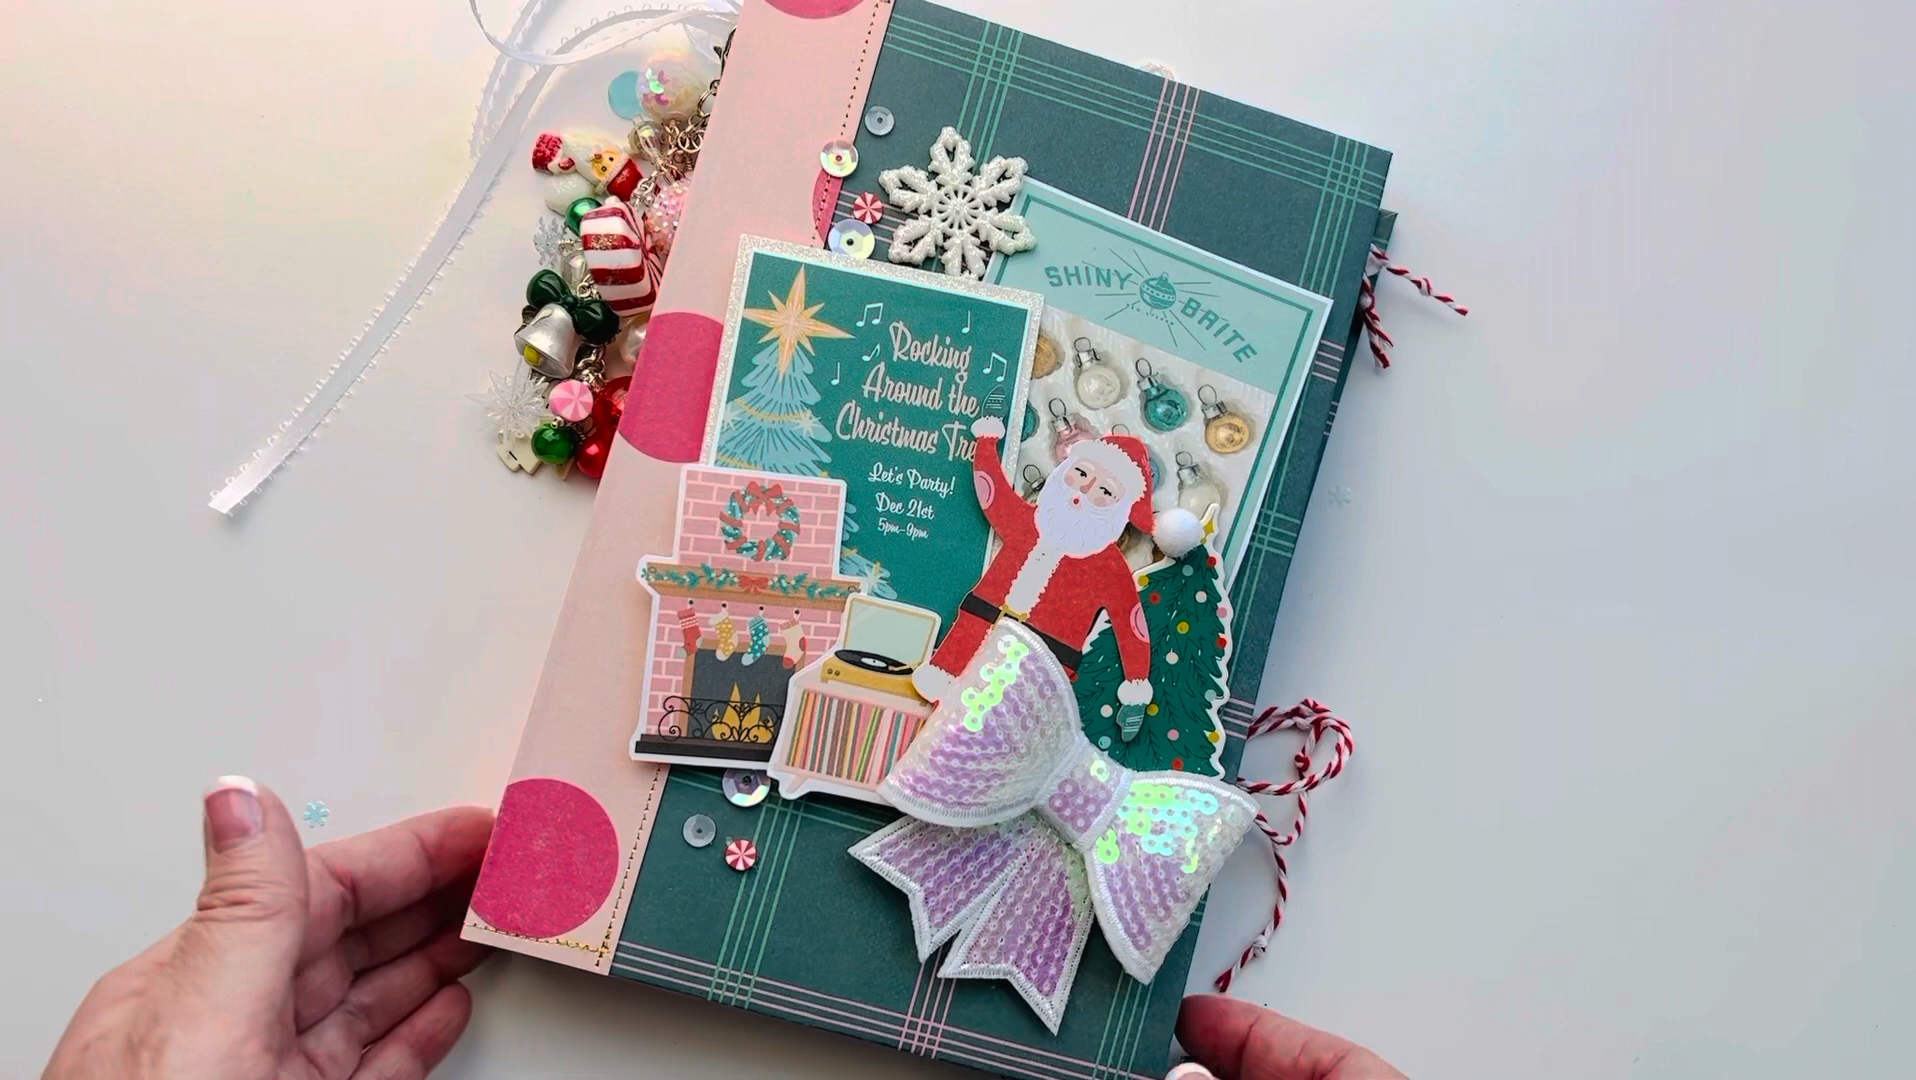 SHINY BRITE
Rocking
Around the
Christmas Tre
Let's Party!
Dec 21st
5pm-9pm